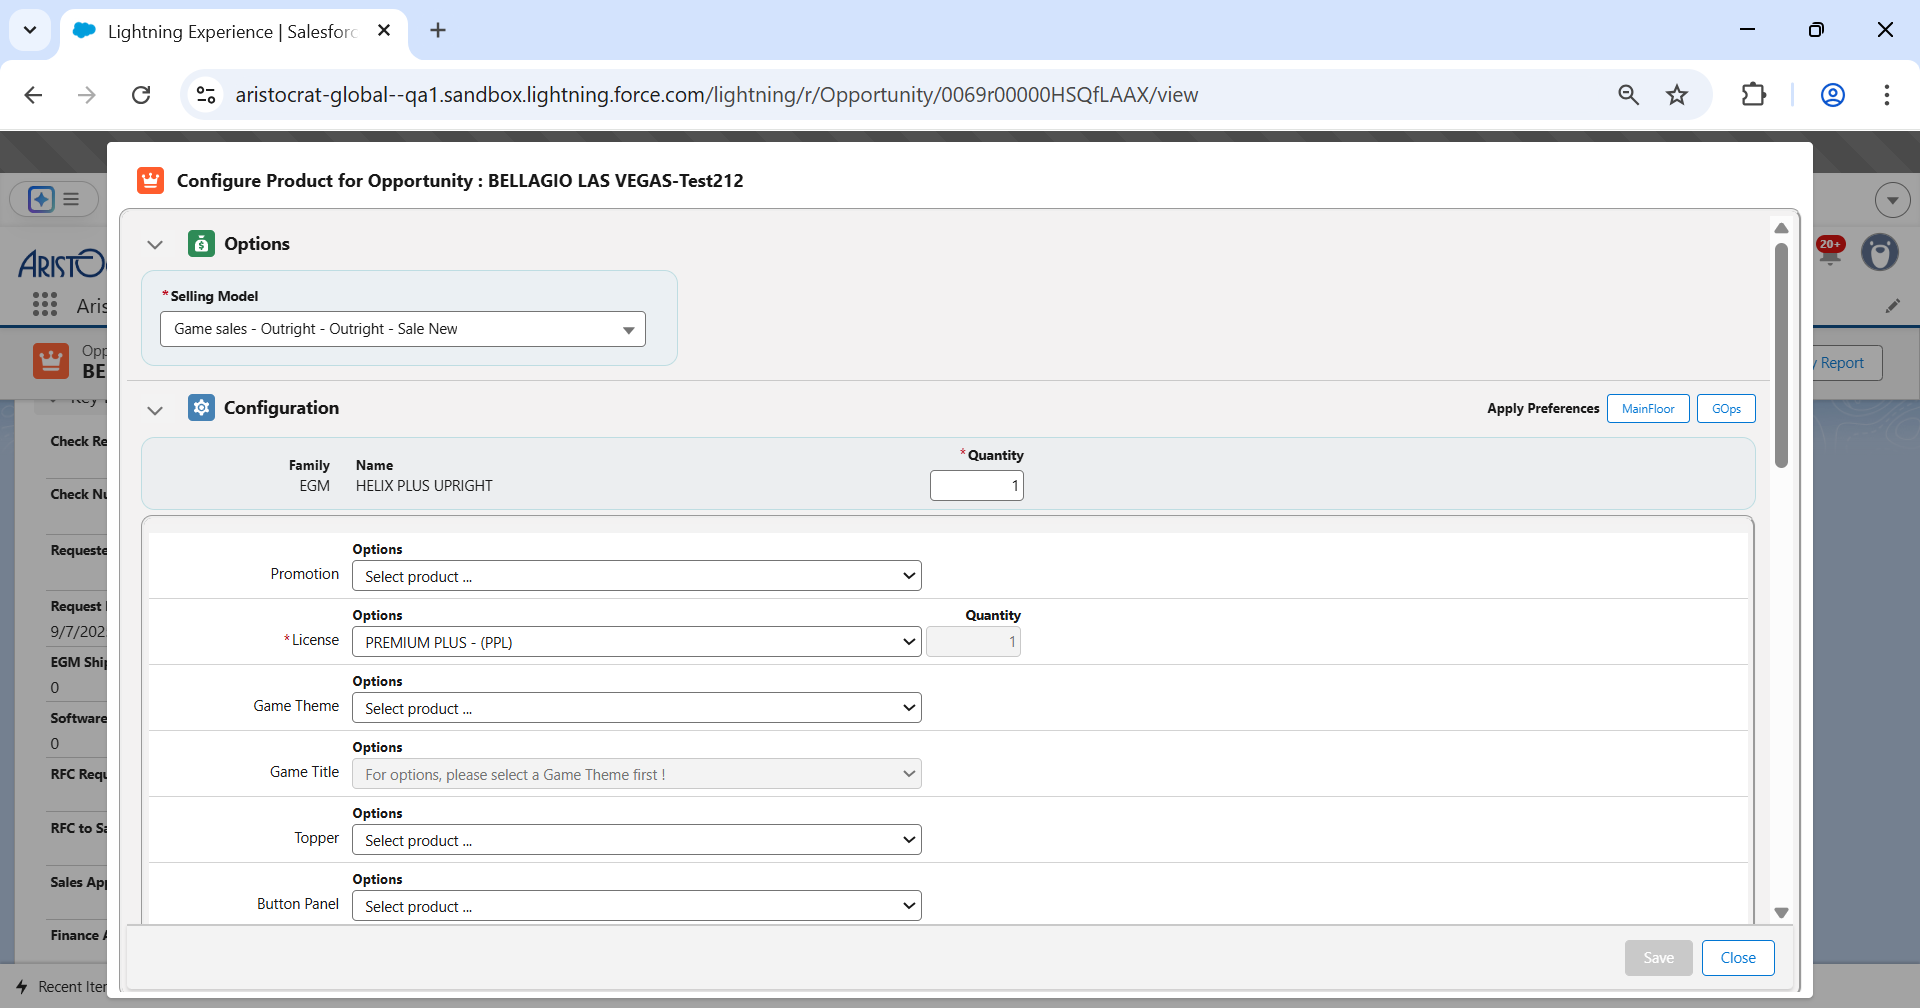 Lightning Experience | Salesforc
aristocrat-global--qa1.sandbox.lightning.force.com/lightning/r/Opportunity/0069r00000HSQfLAAX/view
Configure Product for Opportunity : BELLAGIO LAS VEGAS-Test212
Options
*Selling Model
Game sales - Outright - Outright - Sale New
Configuration
Apply Preferences MainFloor GOps
Family Name *Quantity
EGM HELIX PLUS UPRIGHT 1
Options
Promotion Select product ...
Options Quantity
*License PREMIUM PLUS - (PPL) 1
Options
Game Theme Select product ...
Options
Game Title For options, please select a Game Theme first !
Options
Topper Select product ...
Options
Button Panel Select product ...
Save Close
ARISTO
20+
Aris
Opp
BE
y Report
Key
Check Re
Check Nu
Requeste
Request
9/7/202
EGM Ship
0
Software
0
RFC Requ
RFC to Sa
Sales App
Finance A
Recent Iter